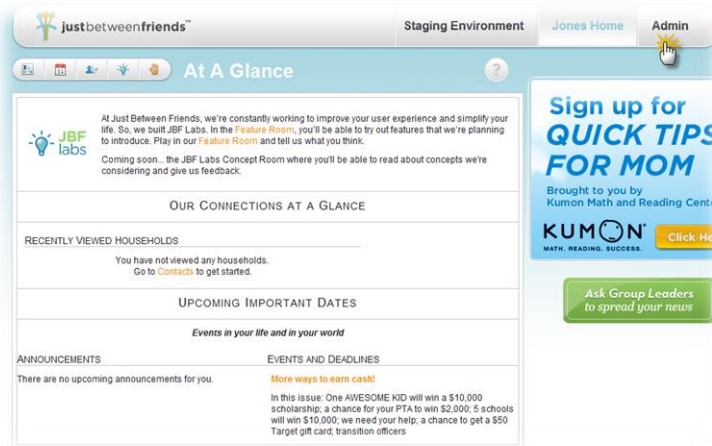 justbetweenfriends™
Staging Environment
Jones Home
Admin
31
At A Glance
?
JBF
labs
At Just Between Friends, we're constantly working to improve your user experience and simplify your
life. So, we built JBF Labs. In the Feature Room, you'll be able to try out features that we're planning
to introduce. Play in our Feature Room and tell us what you think.
Coming soon... the JBF Labs Concept Room where you'll be able to read about concepts we're
considering and give us feedback.
OUR CONNECTIONS AT A GLANCE
RECENTLY VIEWED HOUSEHOLDS
You have not viewed any households.
Go to Contacts to get started.
UPCOMING IMPORTANT DATES
Events in your life and in your world
ANNOUNCEMENTS
There are no upcoming announcements for you.
EVENTS AND DEADLINES
More ways to earn cash!
In this issue: One AWESOME KID will win a $10,000
scholarship; a chance for your PTA to win $2,000; 5 schools
will win $10,000; we need your help; a chance to get a $50
Target gift card; transition officers
Sign up for
QUICK TIPS
FOR MOM
Brought to you by
Kumon Math and Reading Cente
KUMON
MATH. READING. SUCCESS.
Click He
Ask Group Leaders
to spread your news